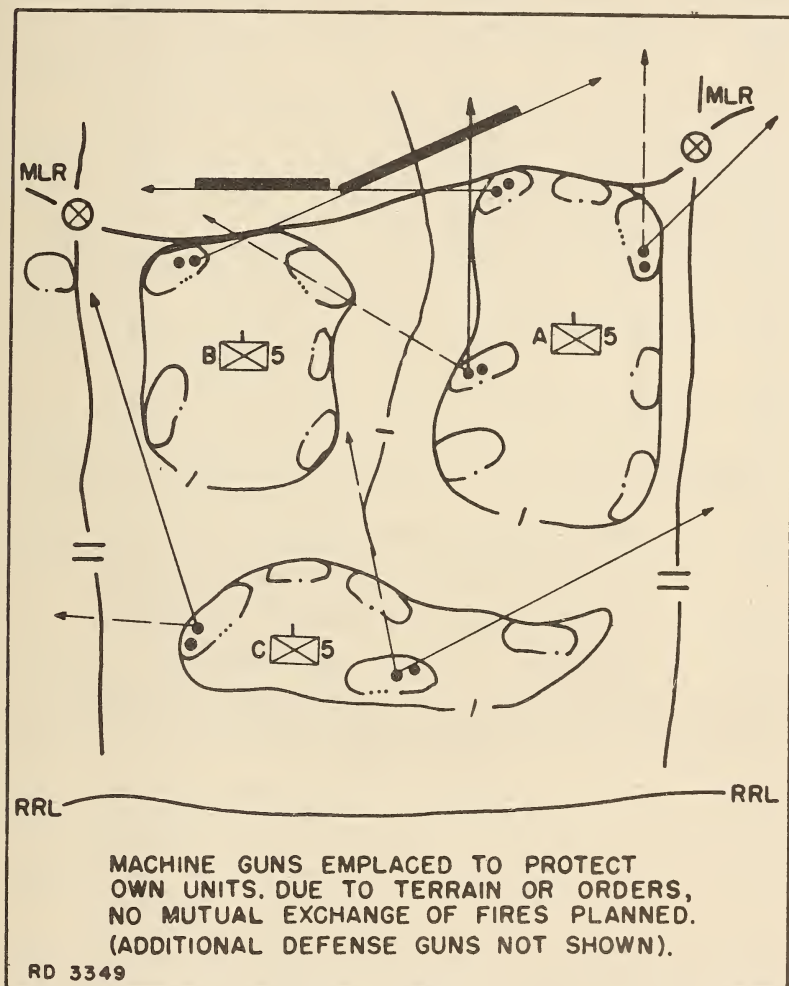 MLR
MLR
B 5
A 5
C 5
RRL
RRL
MACHINE GUNS EMPLACED TO PROTECT
OWN UNITS. DUE TO TERRAIN OR ORDERS,
NO MUTUAL EXCHANGE OF FIRES PLANNED.
(ADDITIONAL DEFENSE GUNS NOT SHOWN).
RD 3349